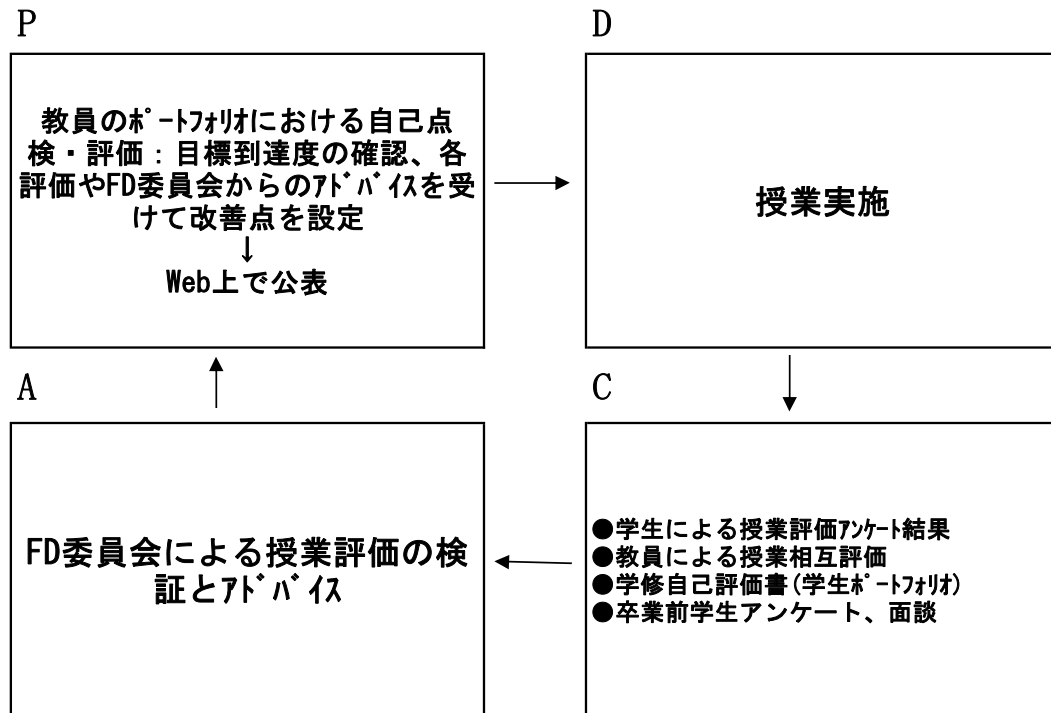 P
教員のﾎﾟｰﾄﾌｫﾘｵにおける自己点
検・評価：目標到達度の確認、各
評価やFD委員会からのｱﾄﾞﾊﾞｲｽを受
けて改善点を設定
↓
Web上で公表
D
授業実施
A
FD委員会による授業評価の検
証とｱﾄﾞﾊﾞｲｽ
C
●学生による授業評価ｱﾝｹｰﾄ結果
●教員による授業相互評価
●学修自己評価書(学生ﾎﾟｰﾄﾌｫﾘｵ)
●卒業前学生アンケート、面談